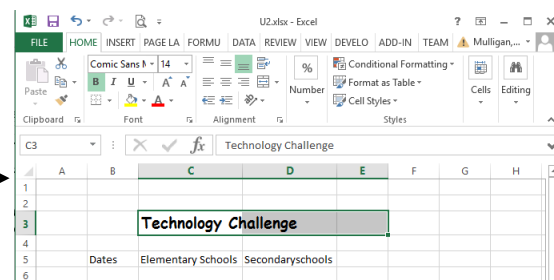 U2.xlsx - Excel
FILE HOME INSERT PAGE LA FORMU DATA REVIEW VIEW DEVELO ADD-IN TEAM Mulligan,...
Comic Sans M 14
Paste
B I U A A
A
%
Number
Conditional Formatting
Format as Table
Cell Styles
Cells
Editing
Clipboard Font Alignment Styles
C3 fx Technology Challenge
A B C D E F G H
1
2
3 Technology Challenge
4
5 Dates Elementary Schools Secondaryschools
6